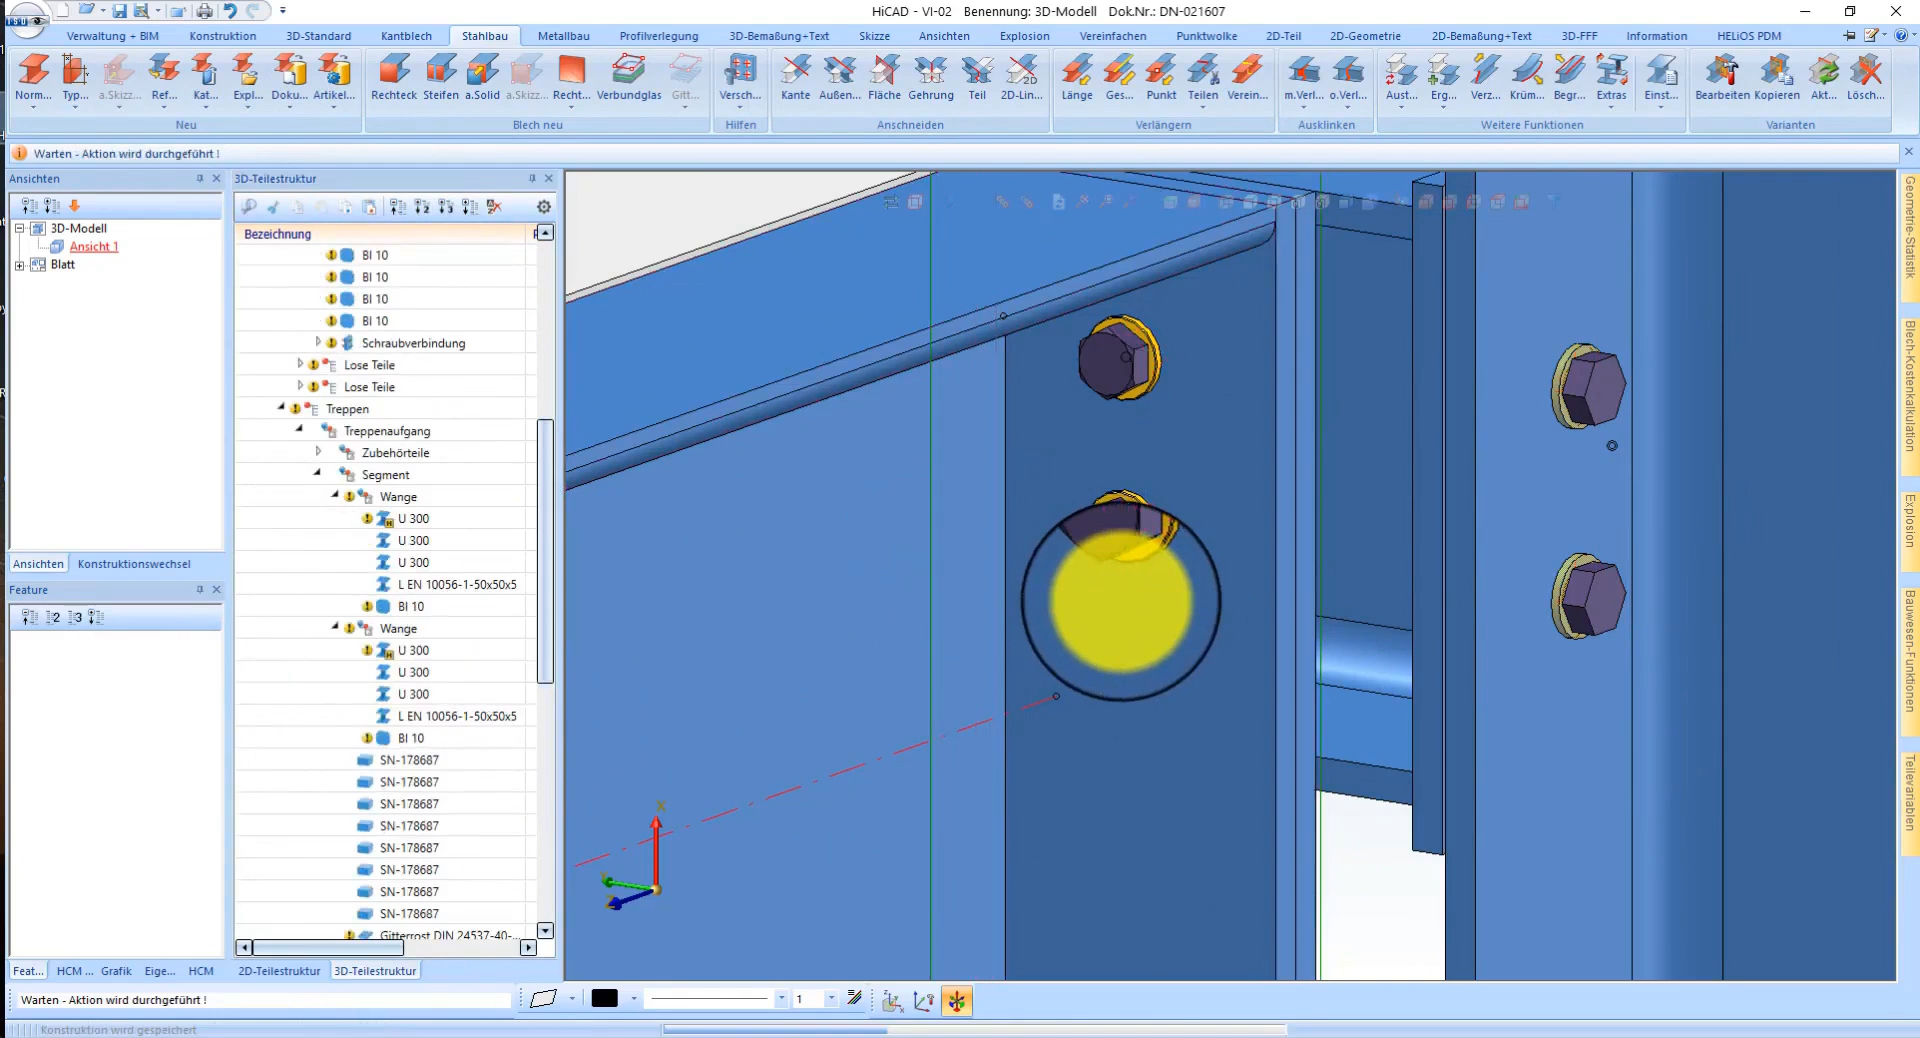 HiCAD - VI-02   Benennung: 3D-Modell   Dok.Nr.: DN-021607
Verwaltung + BIM
Konstruktion
3D-Standard
Kantblech
Stahlbau
Metallbau
Profilverlegung
3D-Bemaßung+Text
Skizze
Ansichten
Explosion
Vereinfachen
Punktwolke
2D-Teil
2D-Geometrie
2D-Bemaßung+Text
3D-FFF
Information
HELiOS PDM
Norm...
Typ...
a.Skizz...
Ref...
Kat...
Expl...
Doku...
Artikel...
Rechteck
Steifen
a.Solid
a.Skizz...
Recht...
Verbundglas
Gitt...
Versch...
Kante
Außen...
Fläche
Gehrung
Teil
2D-Lin...
Länge
Ges...
Punkt
Teilen
Verein...
m.Verl...
o.Verl...
Aust...
Erg...
Verz...
Krüm...
Begr...
Extras
Einst...
Bearbeiten
Kopieren
Akt...
Lösch...
Neu
Blech neu
Hilfen
Anschneiden
Verlängern
Ausklinken
Weitere Funktionen
Varianten
Warten - Aktion wird durchgeführt !
Ansichten
3D-Modell
Ansicht 1
Blatt
Ansichten
Konstruktionswechsel
Feature
2
3
Feat...
HCM ...
Grafik
Eige...
HCM
3D-Teilestruktur
2
3
Bezeichnung
Bl 10
Bl 10
Bl 10
Bl 10
Schraubverbindung
Lose Teile
Lose Teile
Treppen
Treppenaufgang
Zubehörteile
Segment
Wange
U 300
U 300
U 300
L EN 10056-1-50x50x5
Bl 10
Wange
U 300
U 300
U 300
L EN 10056-1-50x50x5
Bl 10
SN-178687
SN-178687
SN-178687
SN-178687
SN-178687
SN-178687
SN-178687
SN-178687
Gitterrost DIN 24537-40-...
2D-Teilestruktur
3D-Teilestruktur
X
Z
Geometrie-Statistik
Blech-Kostenkalkulation
Explosion
Bauwesen-Funktionen
Teilevariablen
Warten - Aktion wird durchgeführt !
1
Konstruktion wird gespeichert